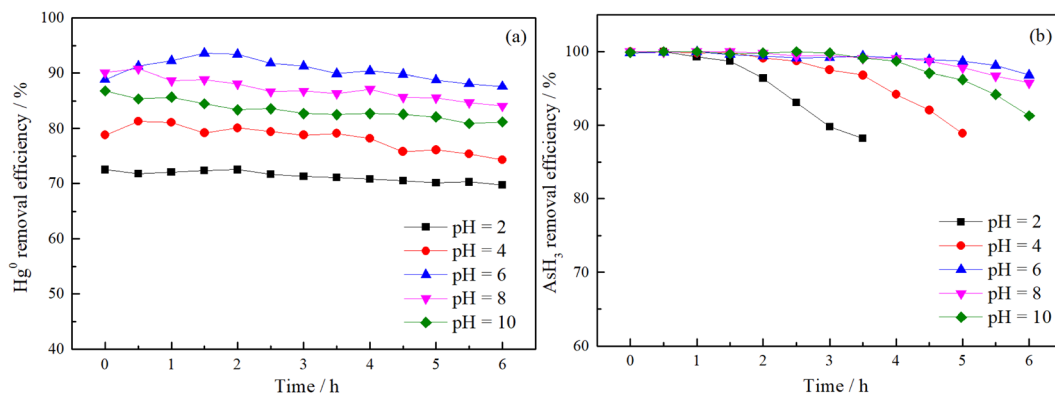 (a)
Hg⁰ removal efficiency / %
100
90
80
70
60
50
40
0 1 2 3 4 5 6
Time / h
pH = 2
pH = 4
pH = 6
pH = 8
pH = 10
(b)
AsH₃ removal efficiency / %
100
90
80
70
60
0 1 2 3 4 5 6
Time / h
pH = 2
pH = 4
pH = 6
pH = 8
pH = 10